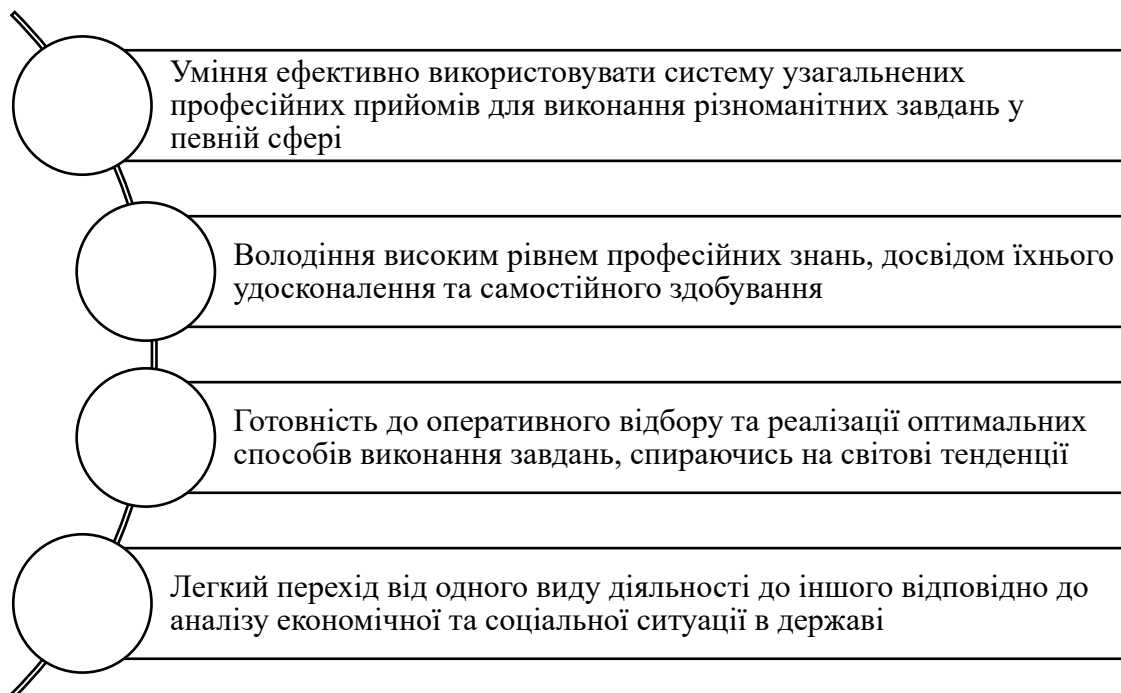 Уміння ефективно використовувати систему узагальнених
професійних прийомів для виконання різноманітних завдань у
певній сфері
Володіння високим рівнем професійних знань, досвідом їхнього
удосконалення та самостійного здобування
Готовність до оперативного відбору та реалізації оптимальних
способів виконання завдань, спираючись на світові тенденції
Легкий перехід від одного виду діяльності до іншого відповідно до
аналізу економічної та соціальної ситуації в державі